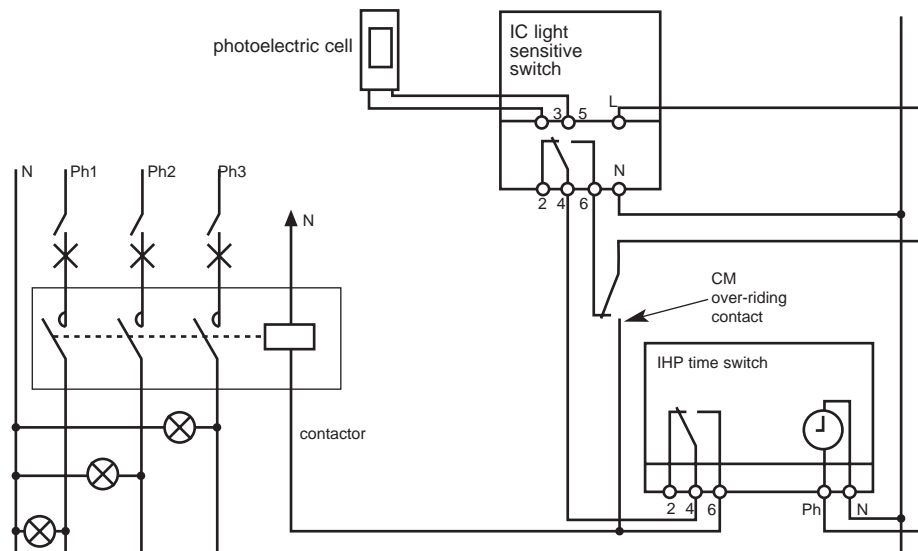 photoelectric cell
IC light
sensitive
switch
3 5 L
2 4 6 N
N Ph1 Ph2 Ph3
N
CM
over-riding
contact
IHP time switch
contactor
2 4 6 Ph N